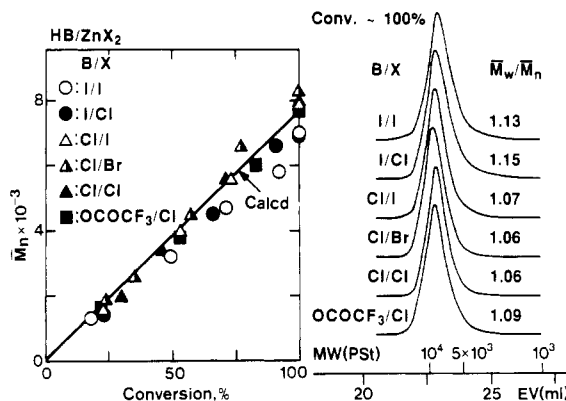 HB/ZnX₂
B/X
○: I/I
●: I/Cl
△: Cl/I
◮: Cl/Br
▲: Cl/Cl
■: OCOCF₃/Cl
Calcd
M̄n × 10⁻³
8
4
0
0 50 100
Conversion, %
Conv. ~ 100%
B/X M̄w/M̄n
I/I 1.13
I/Cl 1.15
Cl/I 1.07
Cl/Br 1.06
Cl/Cl 1.06
OCOCF₃/Cl 1.09
MW(PSt) 10⁴ 5×10³ 10³
20 25 EV(ml)